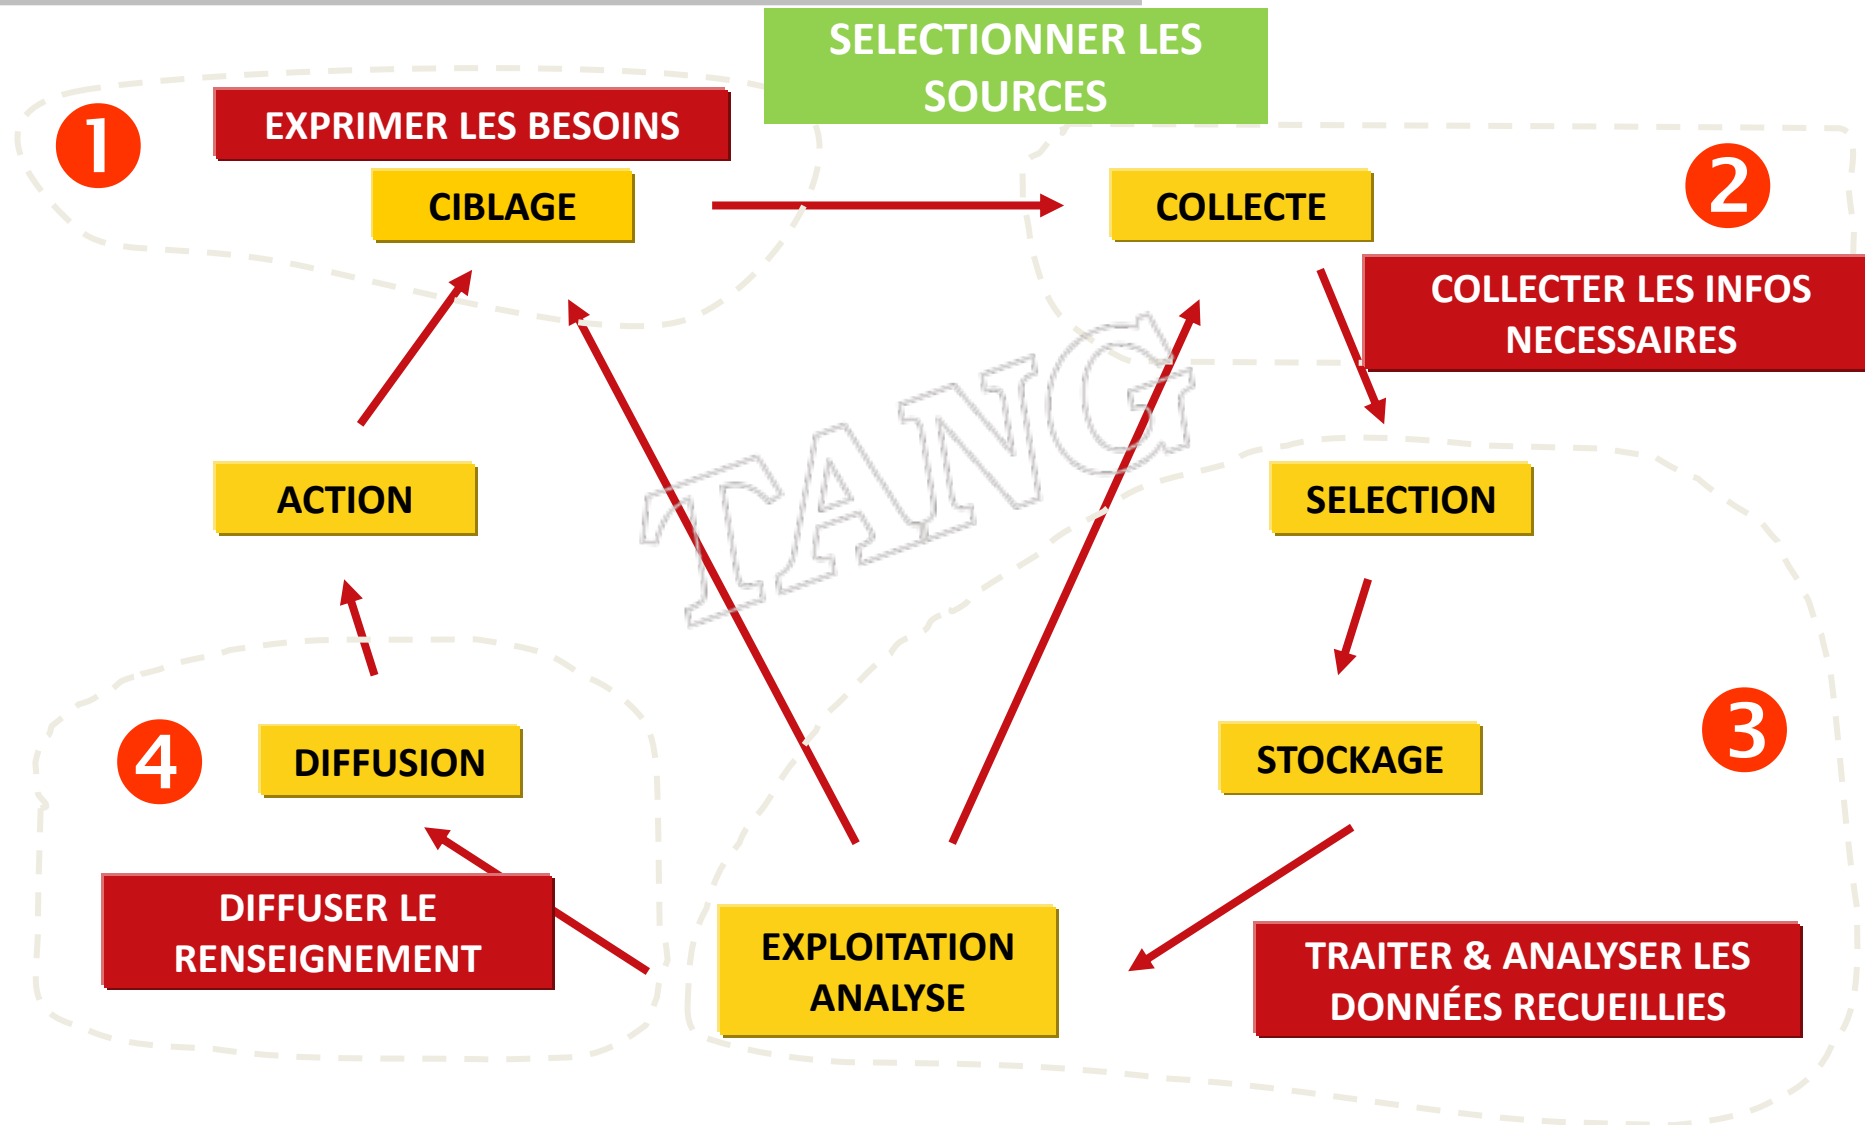 SELECTIONNER LES
SOURCES
1
EXPRIMER LES BESOINS
CIBLAGE
COLLECTE
2
COLLECTER LES INFOS
NECESSAIRES
TANG
ACTION
SELECTION
4
DIFFUSION
STOCKAGE
3
DIFFUSER LE
RENSEIGNEMENT
EXPLOITATION
ANALYSE
TRAITER & ANALYSER LES
DONNÉES RECUEILLIES